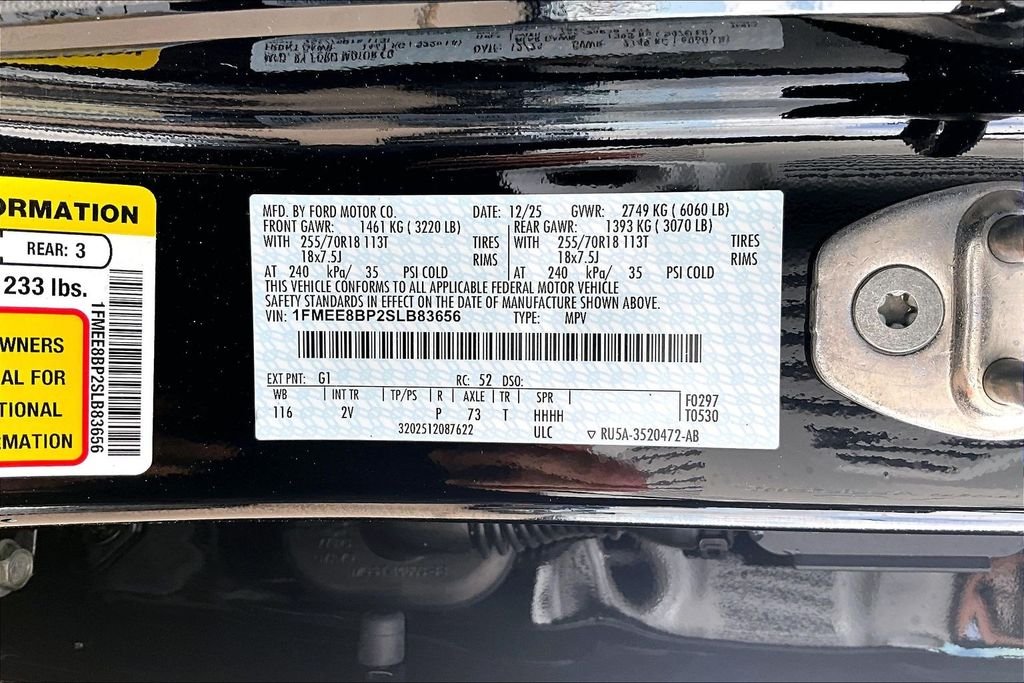 ORMATION
REAR: 3
233 lbs.
WNERS
AL FOR
TIONAL
RMATION
1FMEE8BP2SLB83656
MFD. BY FORD MOTOR CO. DATE: 12/25 GVWR: 2749 KG ( 6060 LB)
FRONT GAWR: 1461 KG ( 3220 LB) REAR GAWR: 1393 KG ( 3070 LB)
WITH 255/70R18 113T TIRES WITH 255/70R18 113T TIRES
18x7.5J RIMS 18x7.5J RIMS
AT 240 kPa/ 35 PSI COLD AT 240 kPa/ 35 PSI COLD
THIS VEHICLE CONFORMS TO ALL APPLICABLE FEDERAL MOTOR VEHICLE
SAFETY STANDARDS IN EFFECT ON THE DATE OF MANUFACTURE SHOWN ABOVE.
VIN: 1FMEE8BP2SLB83656 TYPE: MPV
EXT PNT: G1 RC: 52 DSO:
WB INT TR TP/PS R AXLE TR SPR F0297
116 2V P 73 T HHHH T0530
3202512087622 ULC ▽ RU5A-3520472-AB